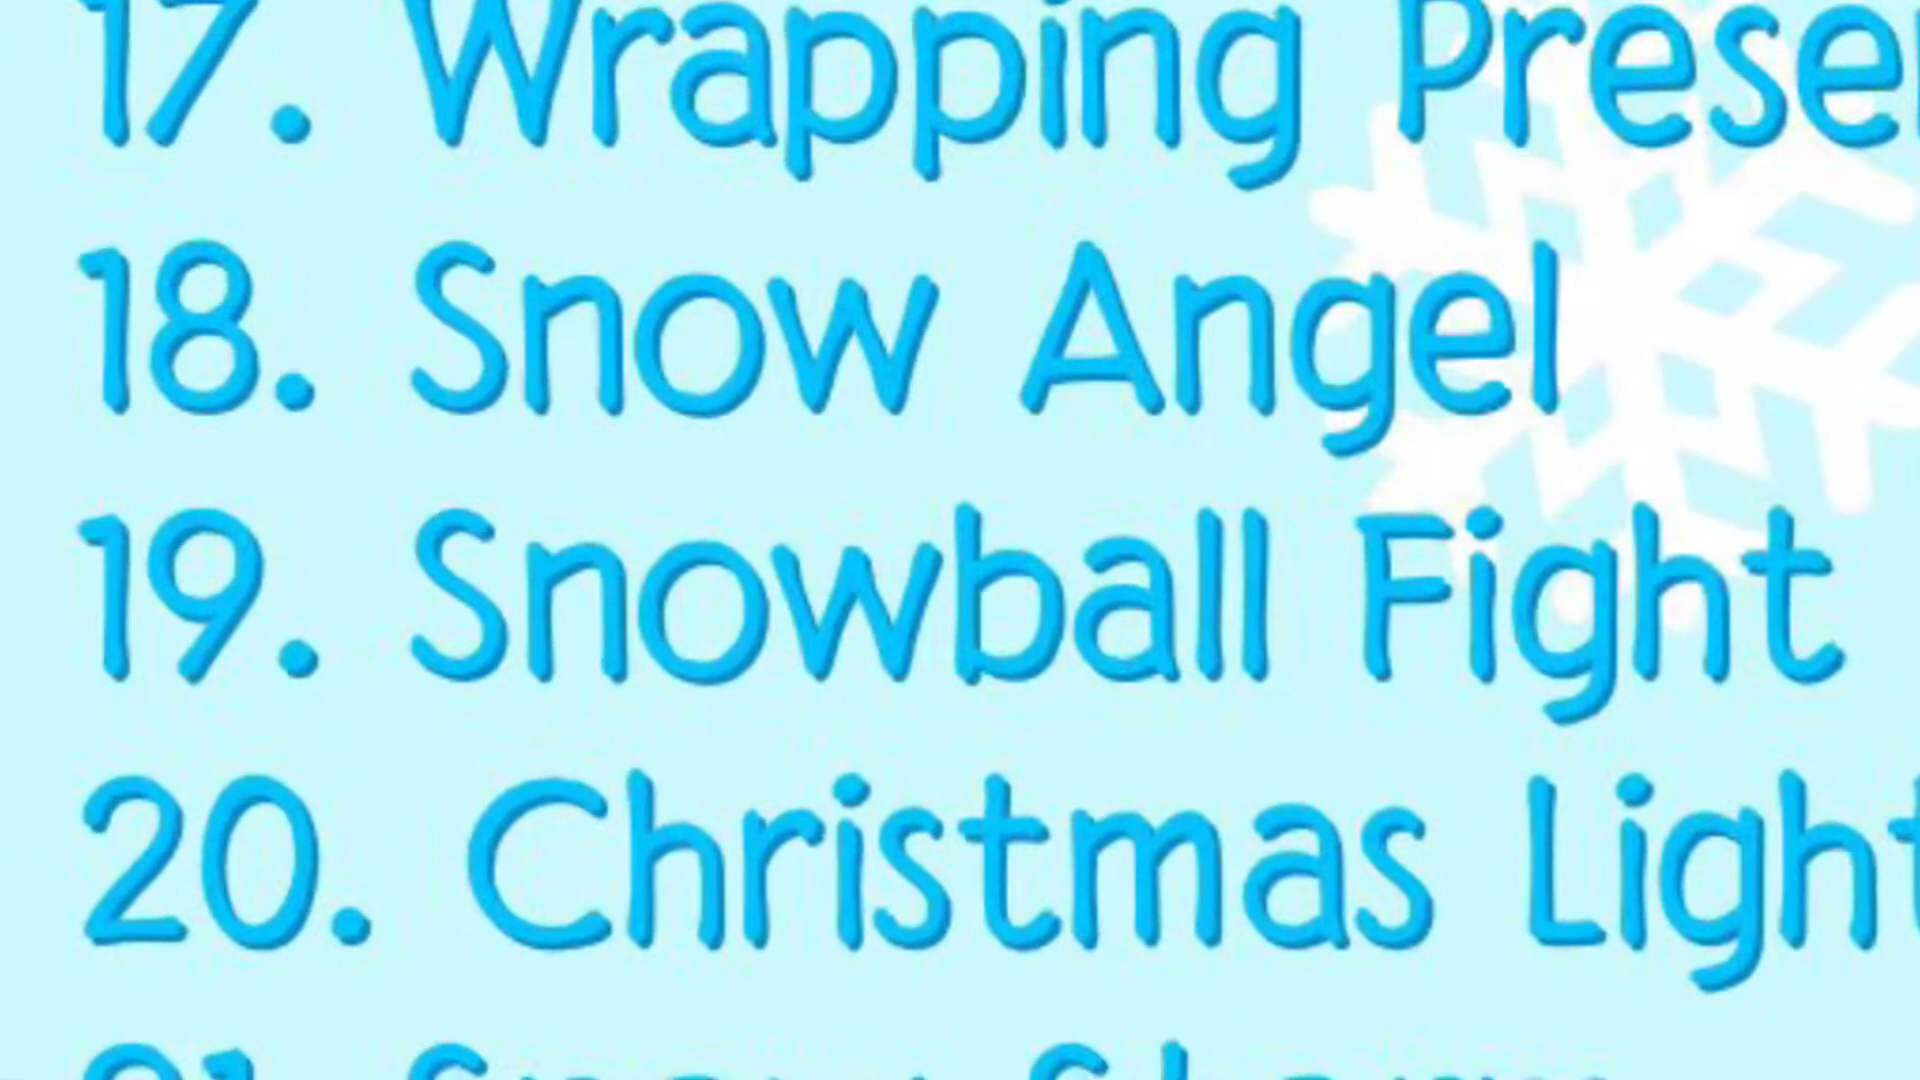 17. Wrapping
18. Snow Angel
19. Snowball Fight
20. Christmas